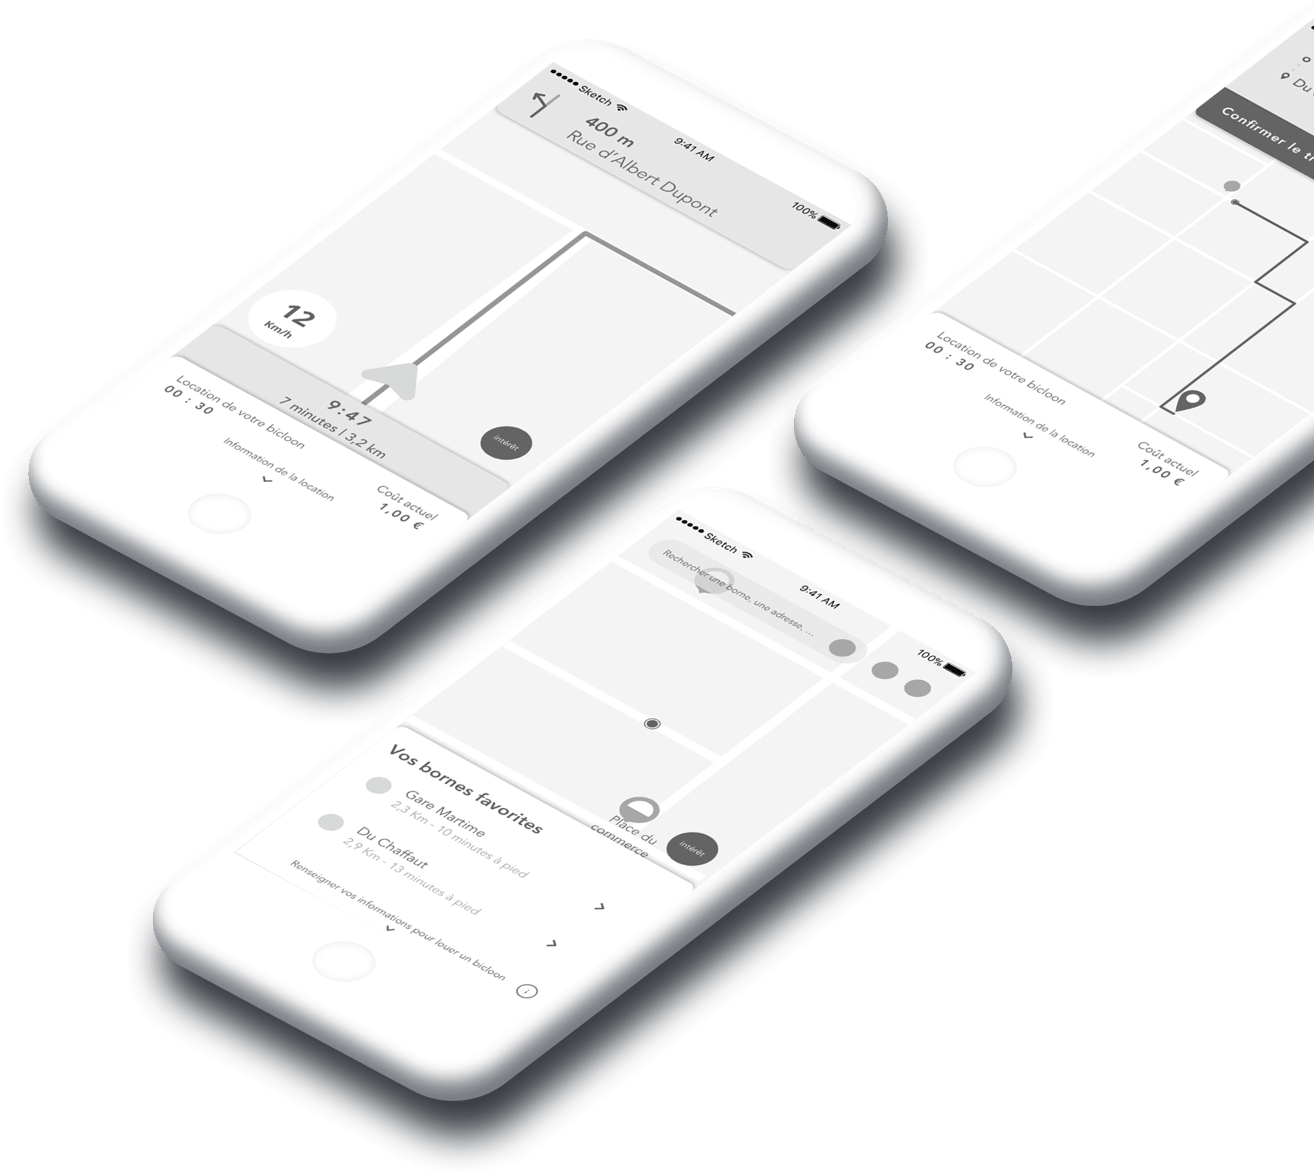 Sketch
9:41 AM
100%
400 m
Rue d'Albert Dupont
12
Km/h
9:47
7 minutes | 3,2 km
intérêt
Location de votre bicloon
00 : 30
Information de la location
Coût actuel
1,00 €
Du
Confirmer le
Location de votre bicloon
00 : 30
Information de la location
Coût actuel
1,00 €
Sketch
9:41 AM
100%
Rechercher une borne, une adresse, ...
Place du
commerce
intérêt
Vos bornes favorites
Gare Martime
2,3 Km - 10 minutes à pied
Du Chaffaut
2,9 Km - 13 minutes à pied
Renseigner vos informations pour louer un bicloon
i